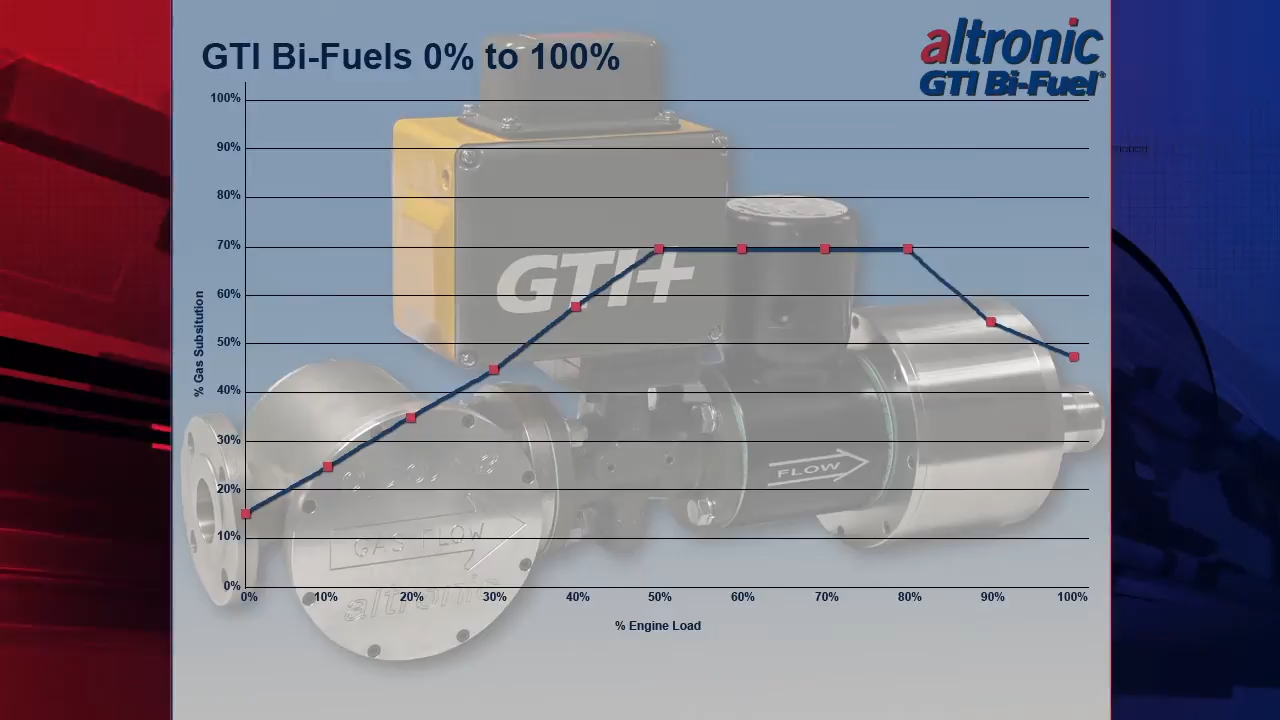 GTI Bi-Fuels 0% to 100%
altronic
GTI Bi-Fuel®
100%
90%
80%
70%
60%
50%
40%
30%
20%
10%
0%
% Gas Subsitution
GTI+
FLOW
GAS FLOW
altronic
0% 10% 20% 30% 40% 50% 60% 70% 80% 90% 100%
% Engine Load